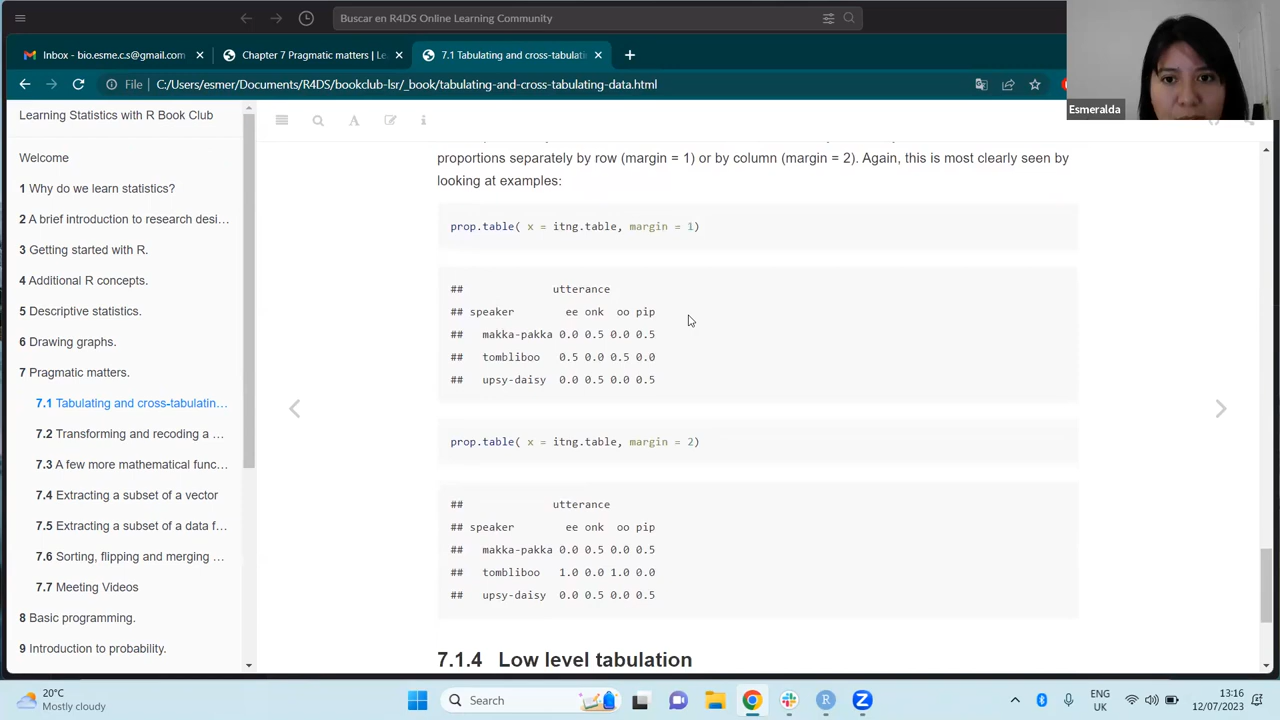 Buscar en R4DS Online Learning Community
Inbox - bio.esme.c.s@gmail.com
Chapter 7 Pragmatic matters | Le
7.1 Tabulating and cross-tabulati
File
C:/Users/esmer/Documents/R4DS/bookclub-lsr/_book/tabulating-and-cross-tabulating-data.html
Esmeralda
Learning Statistics with R Book Club
Welcome
1 Why do we learn statistics?
2 A brief introduction to research desi...
3 Getting started with R.
4 Additional R concepts.
5 Descriptive statistics.
6 Drawing graphs.
7 Pragmatic matters.
7.1 Tabulating and cross-tabulatin...
7.2 Transforming and recoding a ...
7.3 A few more mathematical func...
7.4 Extracting a subset of a vector
7.5 Extracting a subset of a data f...
7.6 Sorting, flipping and merging ...
7.7 Meeting Videos
8 Basic programming.
9 Introduction to probability.
proportions separately by row (margin = 1) or by column (margin = 2). Again, this is most clearly seen by
looking at examples:
prop.table( x = itng.table, margin = 1)
## utterance
## speaker ee onk oo pip
## makka-pakka 0.0 0.5 0.0 0.5
## tombliboo 0.5 0.0 0.5 0.0
## upsy-daisy 0.0 0.5 0.0 0.5
prop.table( x = itng.table, margin = 2)
## utterance
## speaker ee onk oo pip
## makka-pakka 0.0 0.5 0.0 0.5
## tombliboo 1.0 0.0 1.0 0.0
## upsy-daisy 0.0 0.5 0.0 0.5
7.1.4 Low level tabulation
20°C
Mostly cloudy
Search
ENG
UK
13:16
12/07/2023